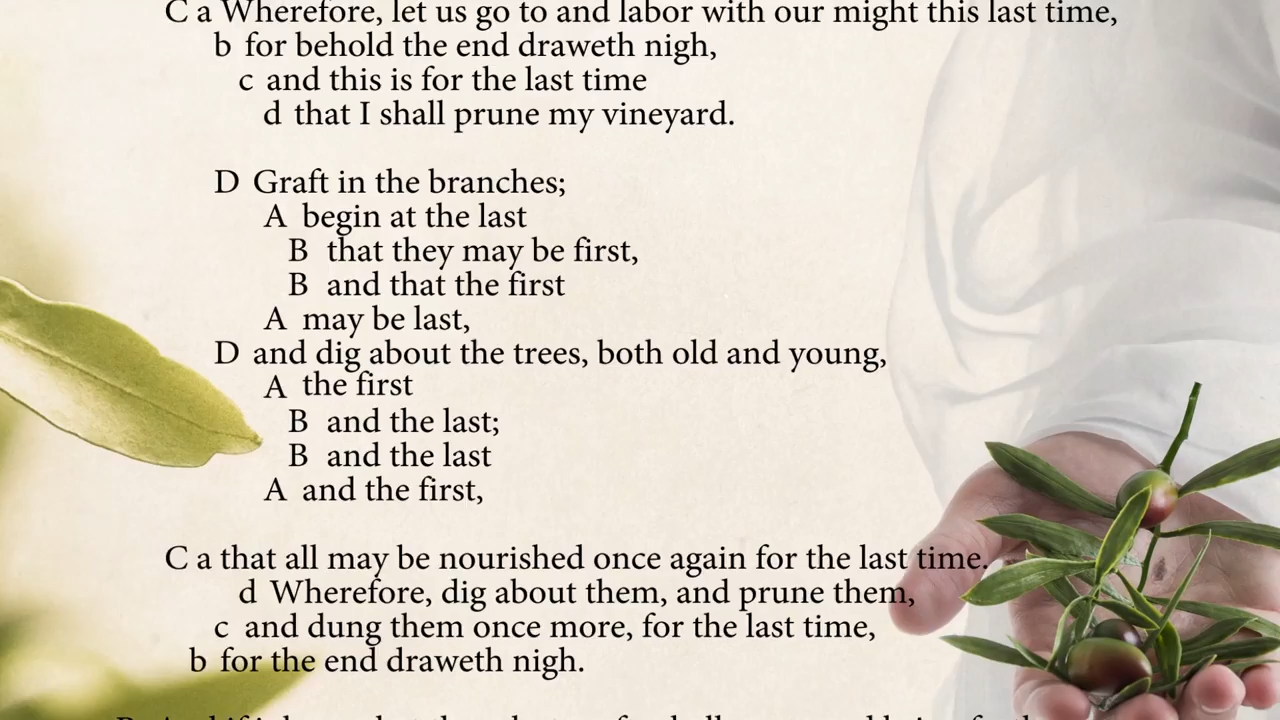 C a Wherefore, let us go to and labor with our might this last time,
b for behold the end draweth nigh,
c and this is for the last time
d that I shall prune my vineyard.
D Graft in the branches;
A begin at the last
B that they may be first,
B and that the first
A may be last,
D and dig about the trees, both old and young,
A the first
B and the last;
B and the last
A and the first,
C a that all may be nourished once again for the last time.
d Wherefore, dig about them, and prune them,
c and dung them once more, for the last time,
b for the end draweth nigh.